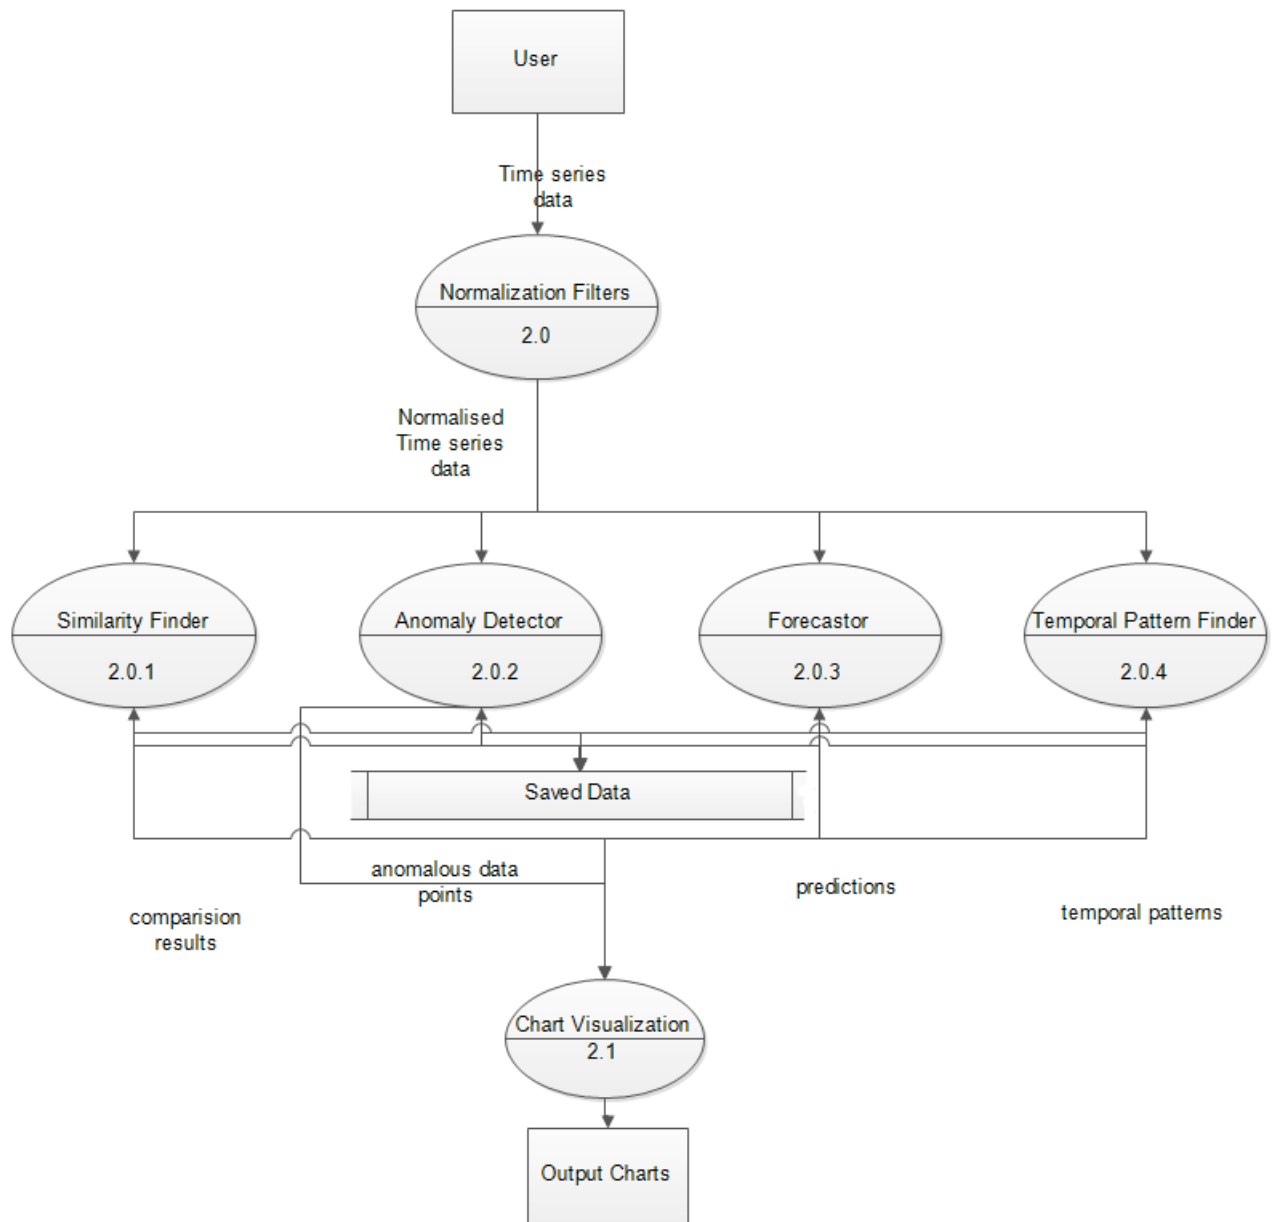 User
Time series
data
Normalization Filters
2.0
Normalised
Time series
data
Similarity Finder
2.0.1
Anomaly Detector
2.0.2
Forecastor
2.0.3
Temporal Pattern Finder
2.0.4
Saved Data
anomalous data
points
predictions
comparision
results
temporal patterns
Chart Visualization
2.1
Output Charts